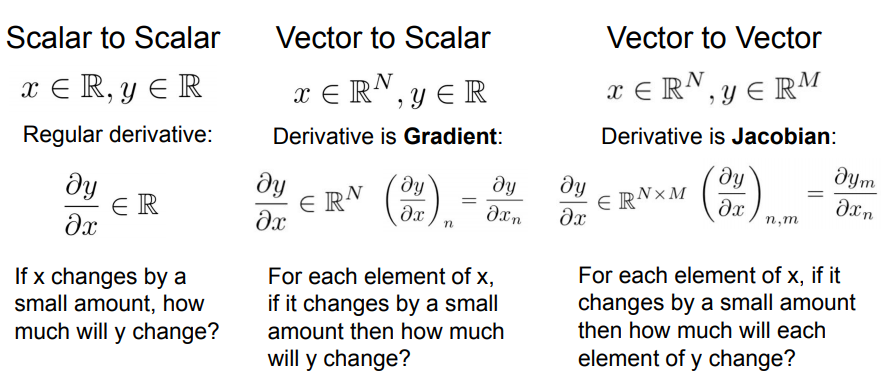 Scalar to Scalar
x ∈ ℝ, y ∈ ℝ
Regular derivative:
∂y/∂x ∈ ℝ
If x changes by a
small amount, how
much will y change?
Vector to Scalar
x ∈ ℝ^N, y ∈ ℝ
Derivative is Gradient:
∂y/∂x ∈ ℝ^N (∂y/∂x)_n = ∂y/∂x_n
For each element of x,
if it changes by a small
amount then how much
will y change?
Vector to Vector
x ∈ ℝ^N, y ∈ ℝ^M
Derivative is Jacobian:
∂y/∂x ∈ ℝ^{N×M} (∂y/∂x)_{n,m} = ∂y_m/∂x_n
For each element of x, if it
changes by a small amount
then how much will each
element of y change?